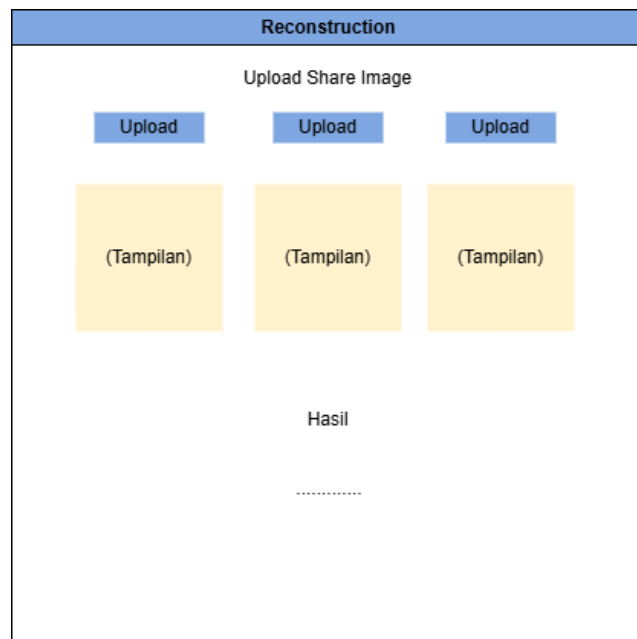 Reconstruction
Upload Share Image
Upload Upload Upload
(Tampilan) (Tampilan) (Tampilan)
Hasil
.............